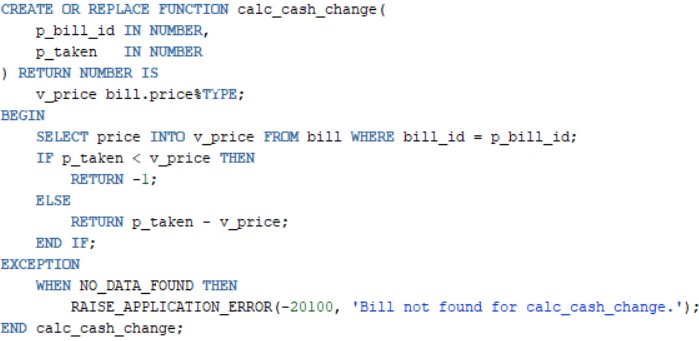 CREATE OR REPLACE FUNCTION calc_cash_change(
    p_bill_id IN NUMBER,
    p_taken   IN NUMBER
) RETURN NUMBER IS
    v_price bill.price%TYPE;
BEGIN
    SELECT price INTO v_price FROM bill WHERE bill_id = p_bill_id;
    IF p_taken < v_price THEN
        RETURN -1;
    ELSE
        RETURN p_taken - v_price;
    END IF;
EXCEPTION
    WHEN NO_DATA_FOUND THEN
        RAISE_APPLICATION_ERROR(-20100, 'Bill not found for calc_cash_change.');
END calc_cash_change;